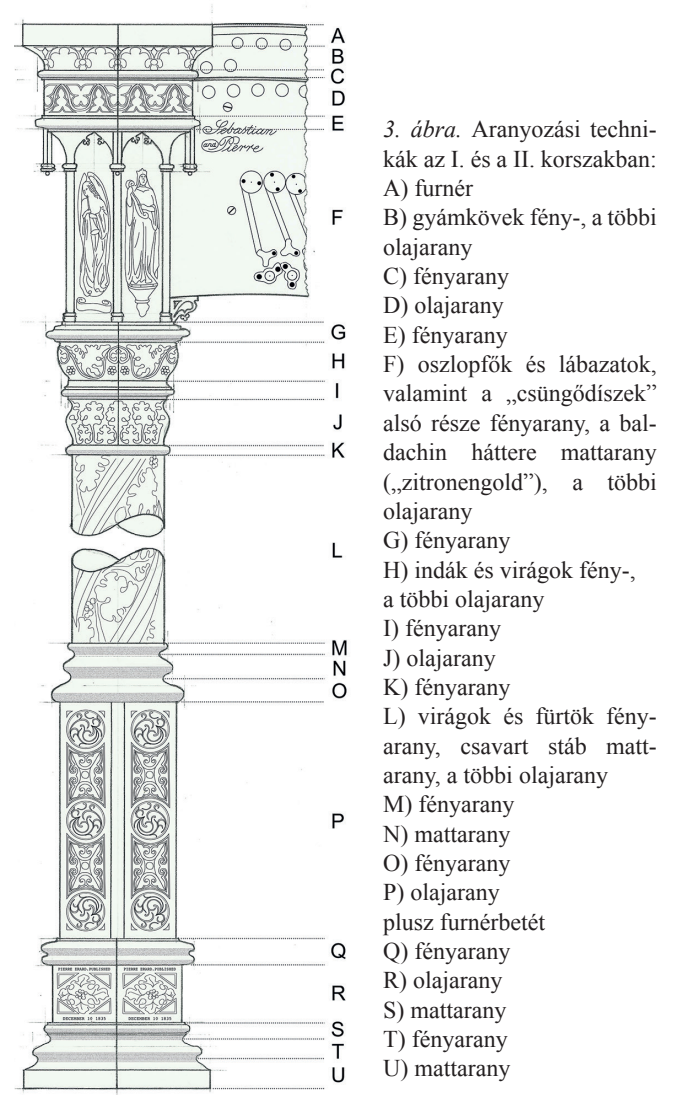 A
B
C
D
E
Sebastian
and Pierre
F
G
H
I
J
K
L
M
N
O
P
Q
PIERRE ERARD.PUBLISHED PIERRE ERARD.PUBLISHED
R
DECEMBER 10 1835 DECEMBER 10 1835
S
T
U
3. ábra. Aranyozási techni-
kák az I. és a II. korszakban:
A) furnér
B) gyámkövek fény-, a többi
olajarany
C) fényarany
D) olajarany
E) fényarany
F) oszlopfők és lábazatok,
valamint a „csüngődíszek”
alsó része fényarany, a bal-
dachin háttere mattarany
(„zitronengold”), a többi
olajarany
G) fényarany
H) indák és virágok fény-,
a többi olajarany
I) fényarany
J) olajarany
K) fényarany
L) virágok és fürtök fény-
arany, csavart stáb matt-
arany, a többi olajarany
M) fényarany
N) mattarany
O) fényarany
P) olajarany
plusz furnérbetét
Q) fényarany
R) olajarany
S) mattarany
T) fényarany
U) mattarany